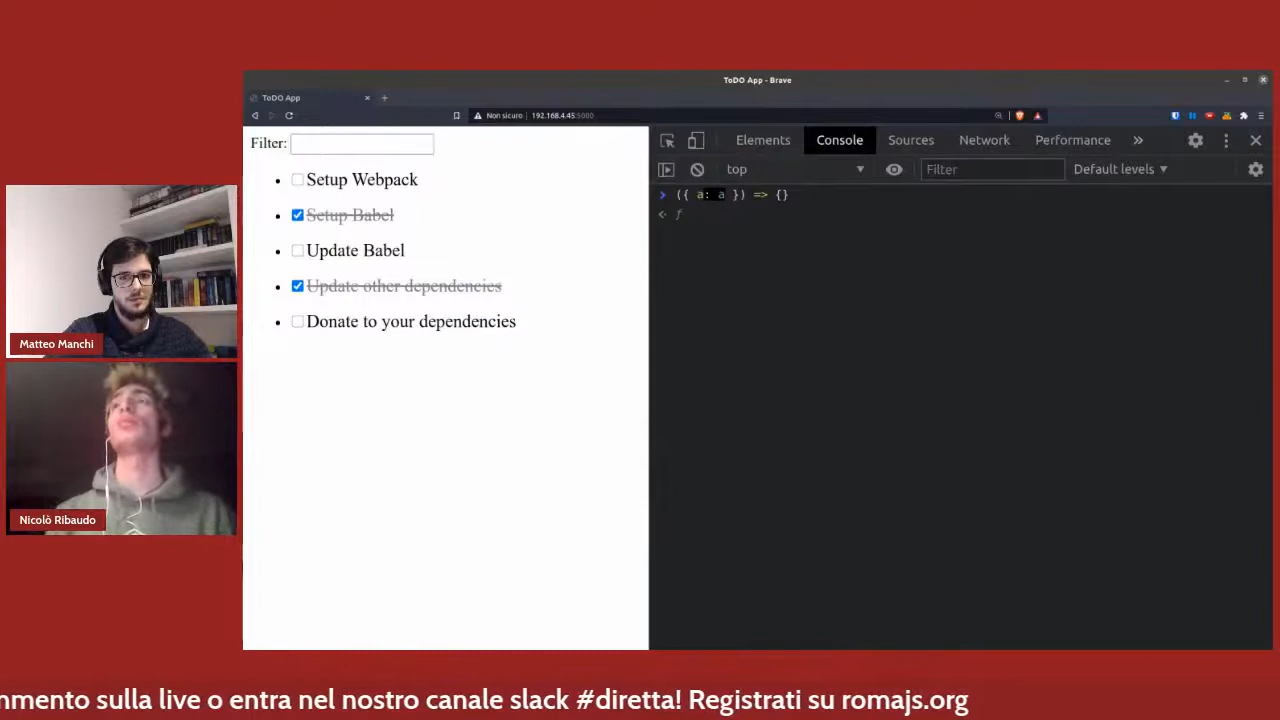 ToDO App - Brave
ToDO App
Non sicuro 192.168.4.45:5000
Filter:
Setup Webpack
Setup Babel
Update Babel
Update other dependencies
Donate to your dependencies
Elements Console Sources Network Performance
top Filter Default levels
({ a: a }) => {}
f
Matteo Manchi
Nicolò Ribaudo
mmento sulla live o entra nel nostro canale slack #diretta! Registrati su romajs.org